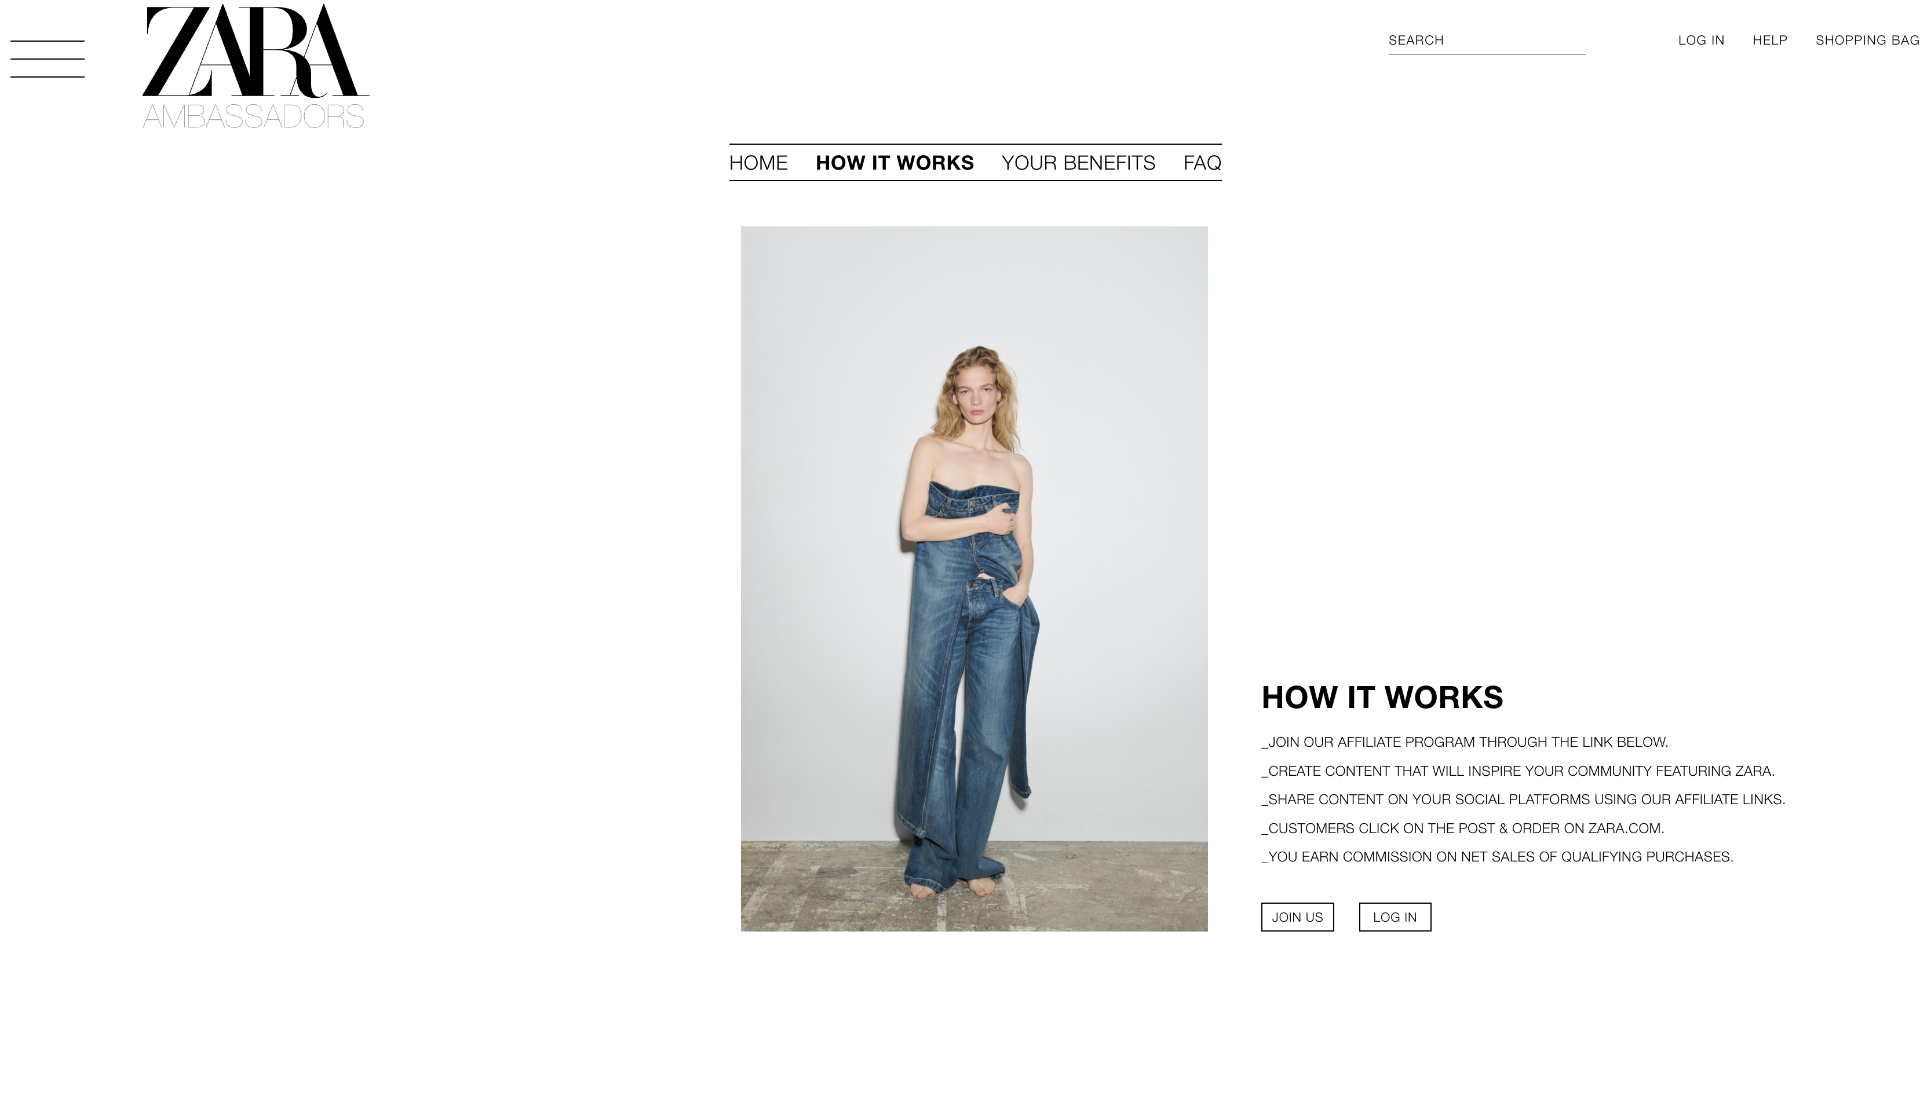 ZARA
AMBASSADORS
SEARCH
LOG IN
HELP
SHOPPING BAG
HOME
HOW IT WORKS
YOUR BENEFITS
FAQ
HOW IT WORKS
_JOIN OUR AFFILIATE PROGRAM THROUGH THE LINK BELOW.
_CREATE CONTENT THAT WILL INSPIRE YOUR COMMUNITY FEATURING ZARA.
_SHARE CONTENT ON YOUR SOCIAL PLATFORMS USING OUR AFFILIATE LINKS.
_CUSTOMERS CLICK ON THE POST & ORDER ON ZARA.COM.
_YOU EARN COMMISSION ON NET SALES OF QUALIFYING PURCHASES.
JOIN US
LOG IN